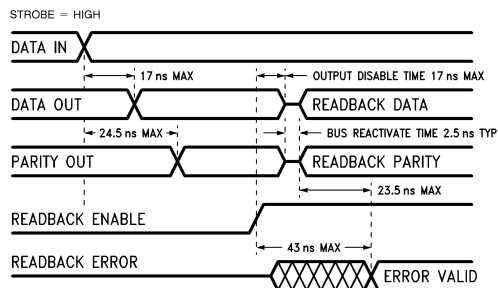 STROBE = HIGH
DATA IN
17 ns MAX
OUTPUT DISABLE TIME 17 ns MAX
DATA OUT
READBACK DATA
24.5 ns MAX
BUS REACTIVATE TIME 2.5 ns TYP
PARITY OUT
READBACK PARITY
23.5 ns MAX
READBACK ENABLE
43 ns MAX
READBACK ERROR
ERROR VALID